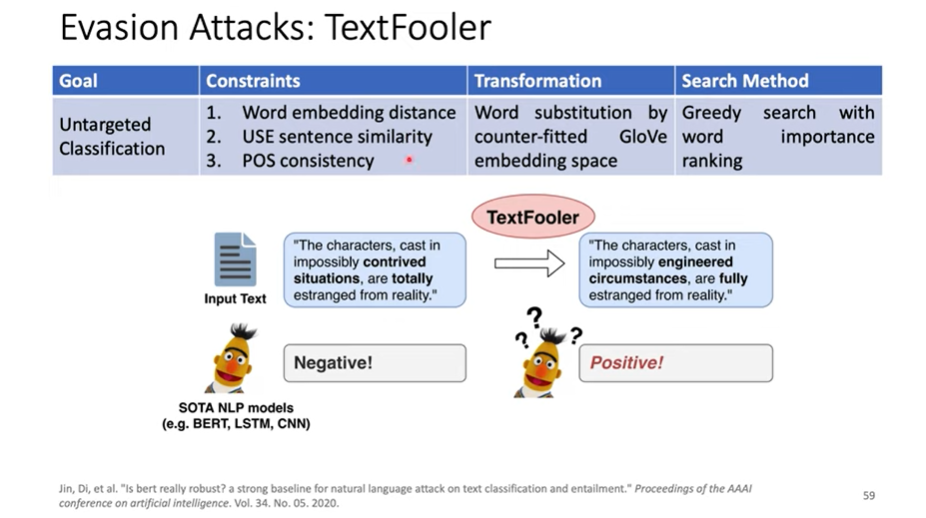 Evasion Attacks: TextFooler
Goal
Constraints
Transformation
Search Method
Untargeted
Classification
1. Word embedding distance
2. USE sentence similarity
3. POS consistency
Word substitution by
counter-fitted GloVe
embedding space
Greedy search with
word importance
ranking
TextFooler
Input Text
"The characters, cast in
impossibly contrived
situations, are totally
estranged from reality."
"The characters, cast in
impossibly engineered
circumstances, are fully
estranged from reality."
? ? ?
Negative!
Positive!
SOTA NLP models
(e.g. BERT, LSTM, CNN)
Jin, Di, et al. "Is bert really robust? a strong baseline for natural language attack on text classification and entailment." Proceedings of the AAAI
conference on artificial intelligence. Vol. 34. No. 05. 2020.
59